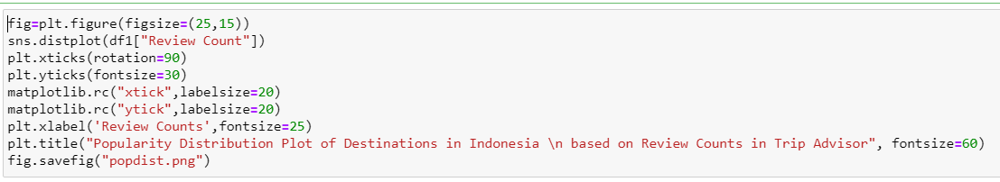 fig=plt.figure(figsize=(25,15))
sns.distplot(df1["Review Count"])
plt.xticks(rotation=90)
plt.yticks(fontsize=30)
matplotlib.rc("xtick",labelsize=20)
matplotlib.rc("ytick",labelsize=20)
plt.xlabel('Review Counts',fontsize=25)
plt.title("Popularity Distribution Plot of Destinations in Indonesia \n based on Review Counts in Trip Advisor", fontsize=60)
fig.savefig("popdist.png")